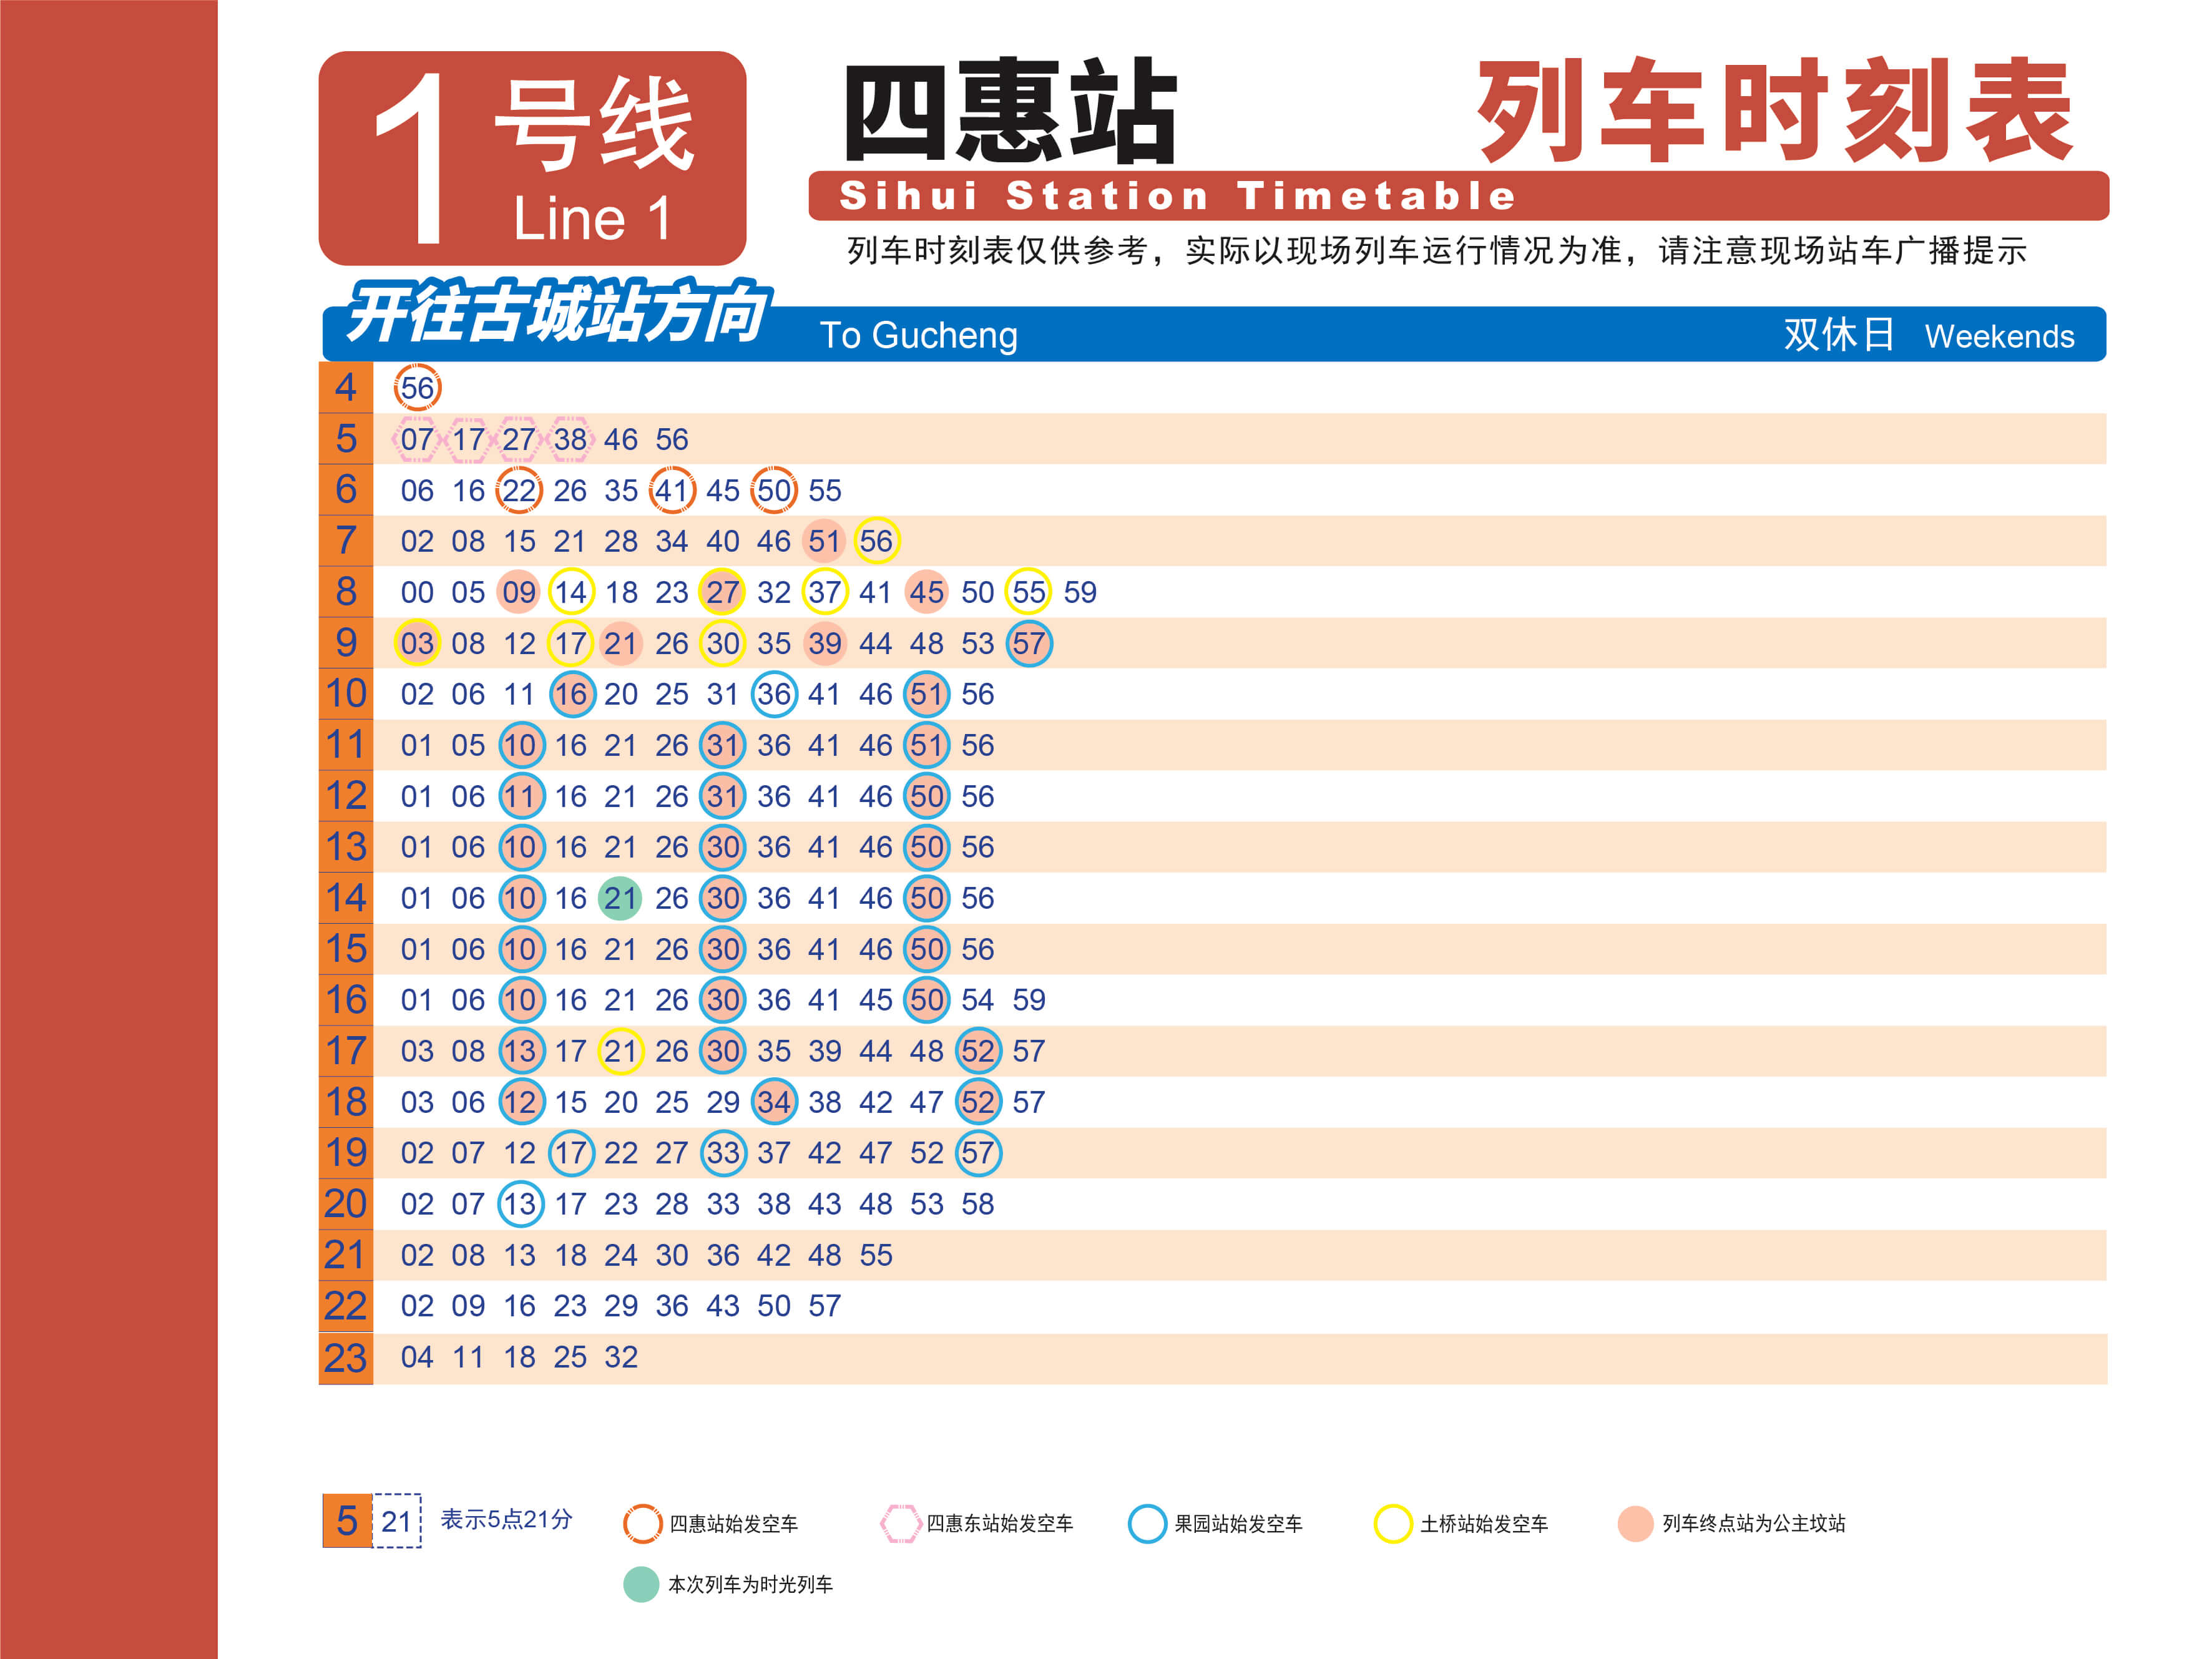 1号线
Line 1
四惠站 列车时刻表
Sihui Station Timetable
列车时刻表仅供参考，实际以现场列车运行情况为准，请注意现场站车广播提示
开往古城站方向 To Gucheng 双休日 Weekends
4 56
5 07 17 27 38 46 56
6 06 16 22 26 35 41 45 50 55
7 02 08 15 21 28 34 40 46 51 56
8 00 05 09 14 18 23 27 32 37 41 45 50 55 59
9 03 08 12 17 21 26 30 35 39 44 48 53 57
10 02 06 11 16 20 25 31 36 41 46 51 56
11 01 05 10 16 21 26 31 36 41 46 51 56
12 01 06 11 16 21 26 31 36 41 46 50 56
13 01 06 10 16 21 26 30 36 41 46 50 56
14 01 06 10 16 21 26 30 36 41 46 50 56
15 01 06 10 16 21 26 30 36 41 46 50 56
16 01 06 10 16 21 26 30 36 41 45 50 54 59
17 03 08 13 17 21 26 30 35 39 44 48 52 57
18 03 06 12 15 20 25 29 34 38 42 47 52 57
19 02 07 12 17 22 27 33 37 42 47 52 57
20 02 07 13 17 23 28 33 38 43 48 53 58
21 02 08 13 18 24 30 36 42 48 55
22 02 09 16 23 29 36 43 50 57
23 04 11 18 25 32
5 21 表示5点21分 四惠站始发空车 四惠东站始发空车 果园站始发空车 土桥站始发空车 列车终点站为公主坟站
本次列车为时光列车